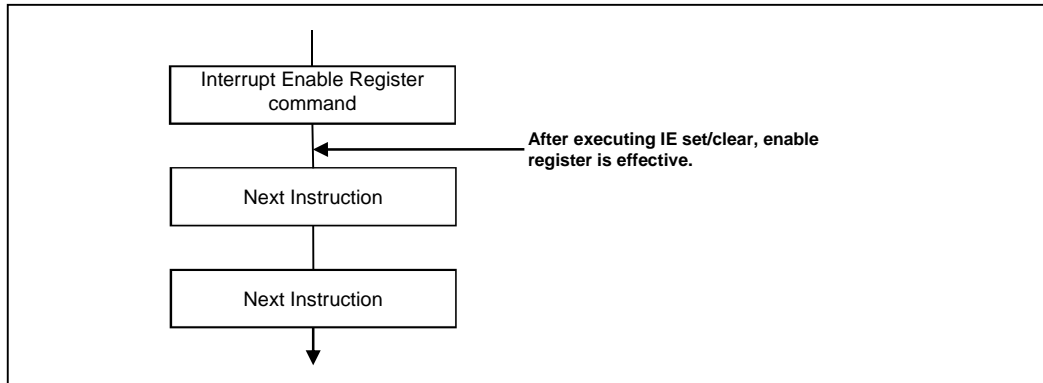 Interrupt Enable Register
command
After executing IE set/clear, enable
register is effective.
Next Instruction
Next Instruction